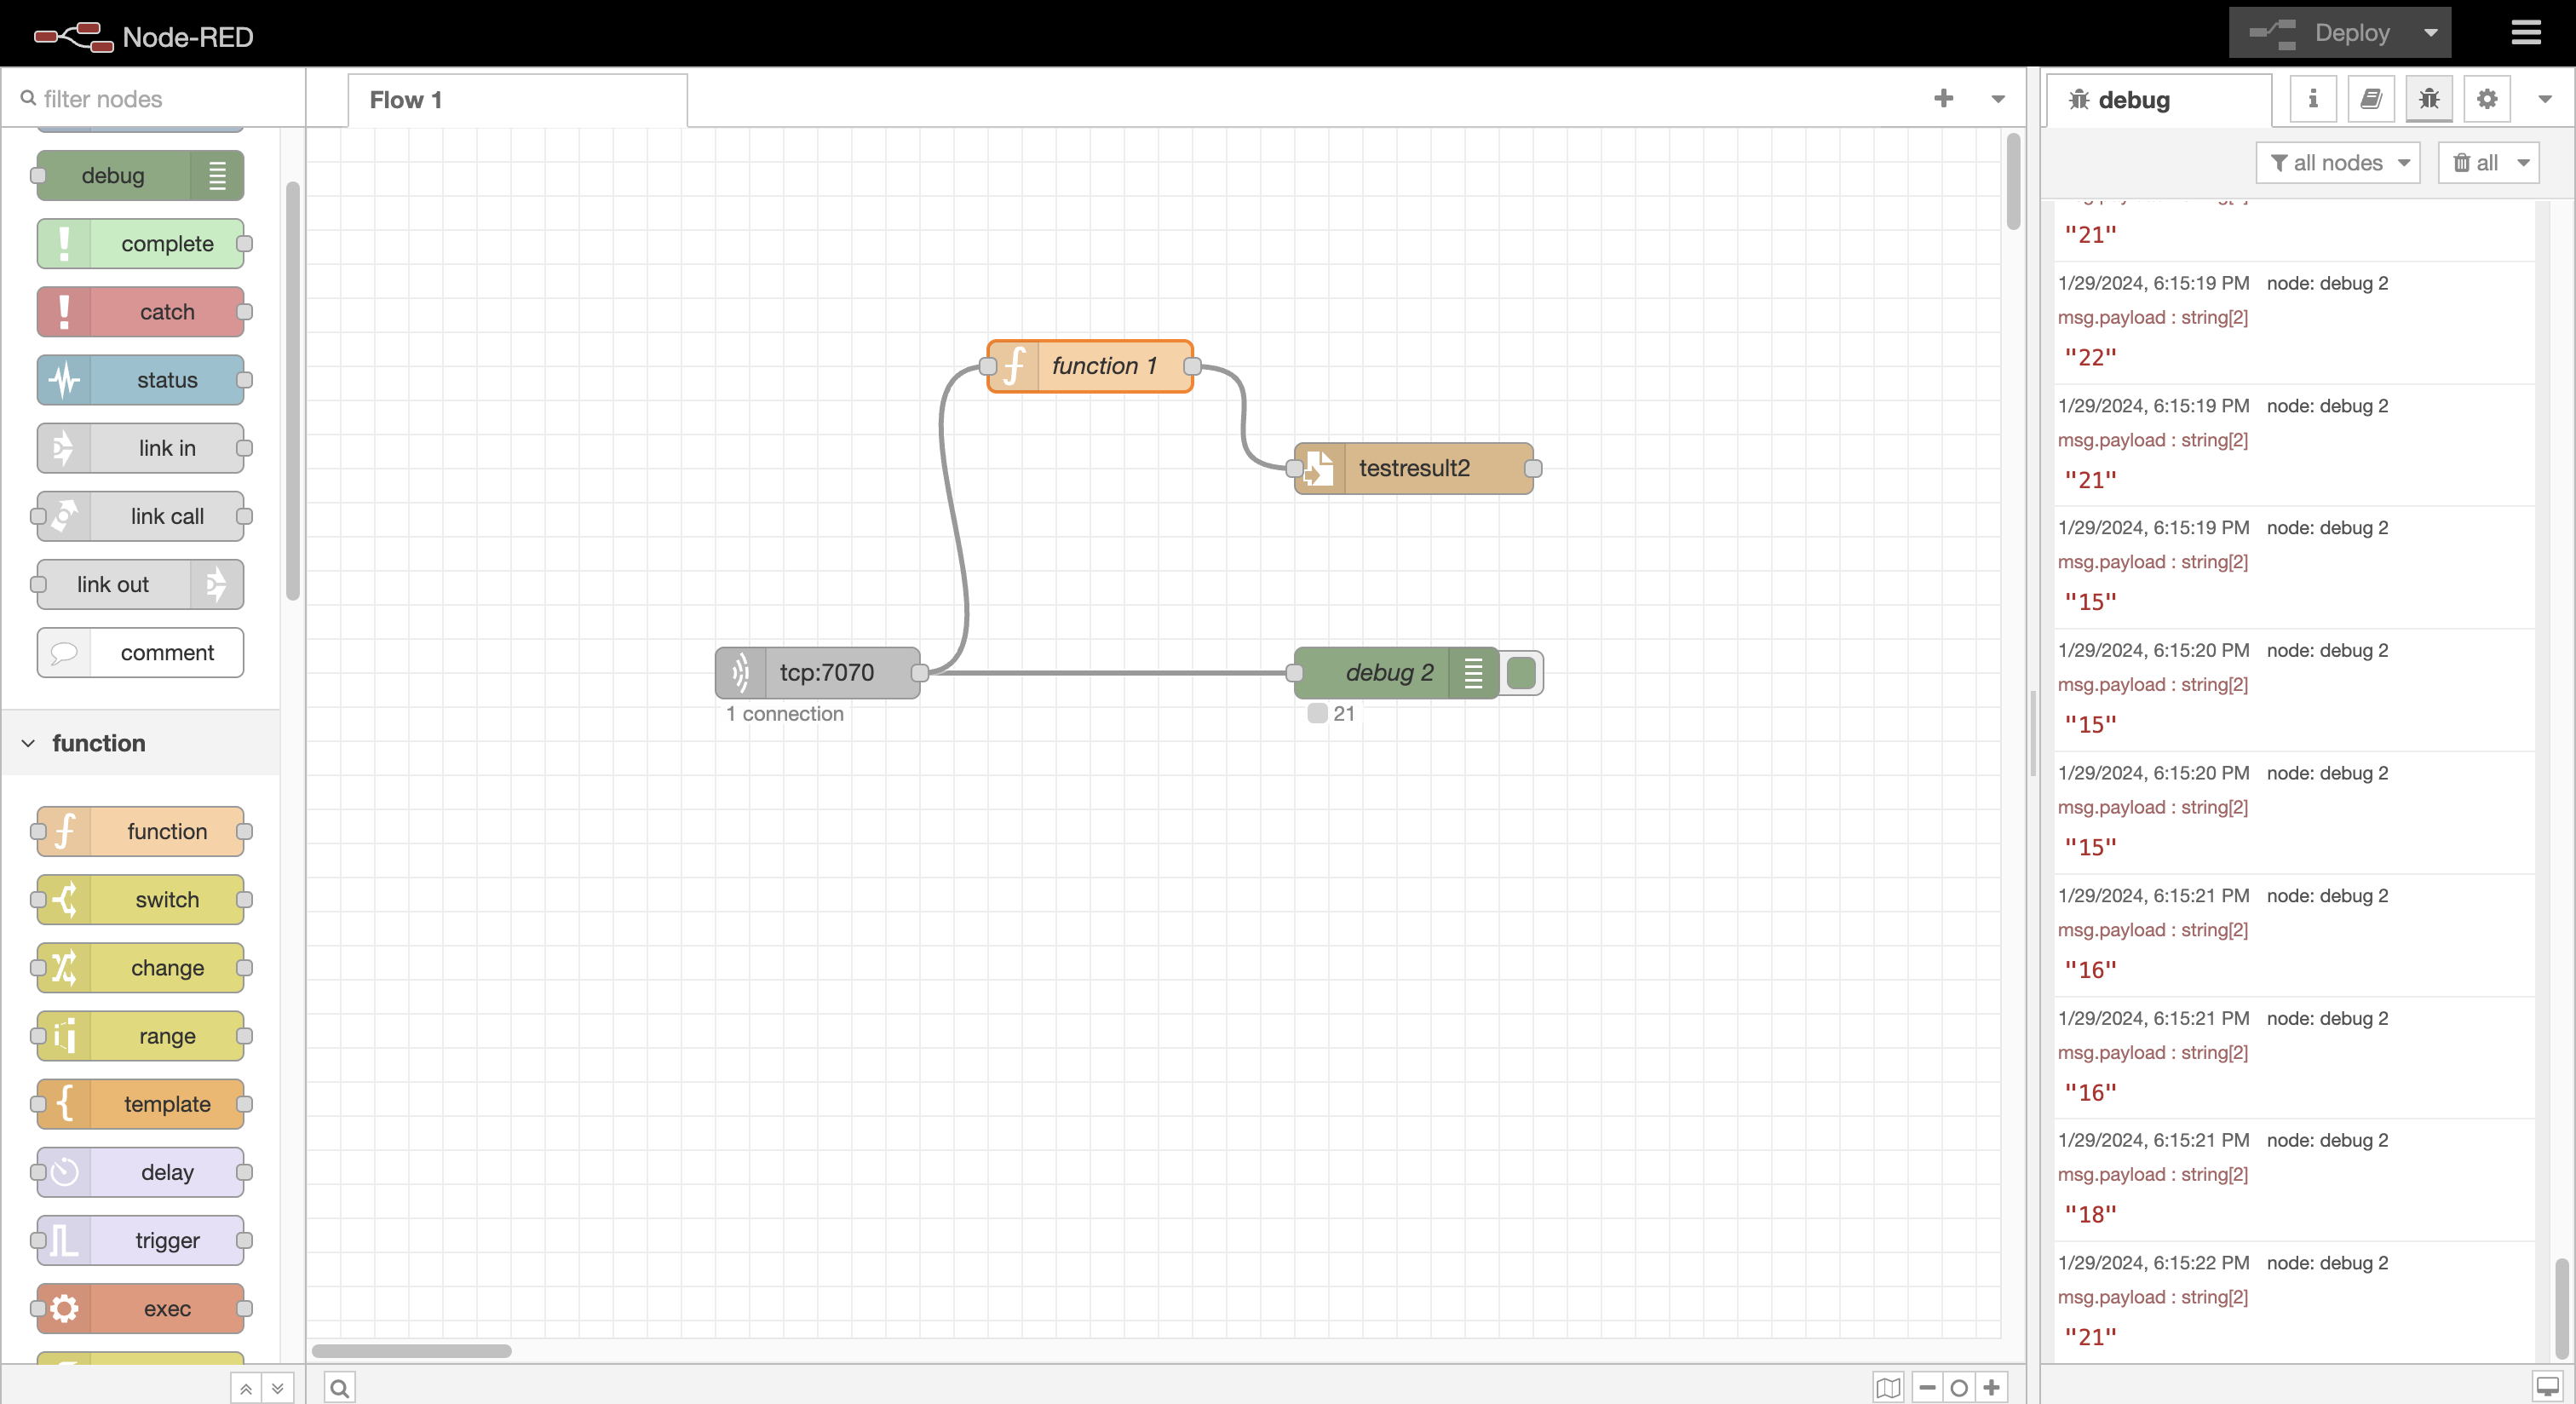 Node-RED
Deploy
filter nodes
debug
complete
catch
status
link in
link call
link out
comment
function
function
switch
change
range
template
delay
trigger
exec
Flow 1
function 1
testresult2
tcp:7070
1 connection
debug 2
21
debug
all nodes
all
"21"
1/29/2024, 6:15:19 PM node: debug 2
msg.payload : string[2]
"22"
1/29/2024, 6:15:19 PM node: debug 2
msg.payload : string[2]
"21"
1/29/2024, 6:15:19 PM node: debug 2
msg.payload : string[2]
"15"
1/29/2024, 6:15:20 PM node: debug 2
msg.payload : string[2]
"15"
1/29/2024, 6:15:20 PM node: debug 2
msg.payload : string[2]
"15"
1/29/2024, 6:15:21 PM node: debug 2
msg.payload : string[2]
"16"
1/29/2024, 6:15:21 PM node: debug 2
msg.payload : string[2]
"16"
1/29/2024, 6:15:21 PM node: debug 2
msg.payload : string[2]
"18"
1/29/2024, 6:15:22 PM node: debug 2
msg.payload : string[2]
"21"